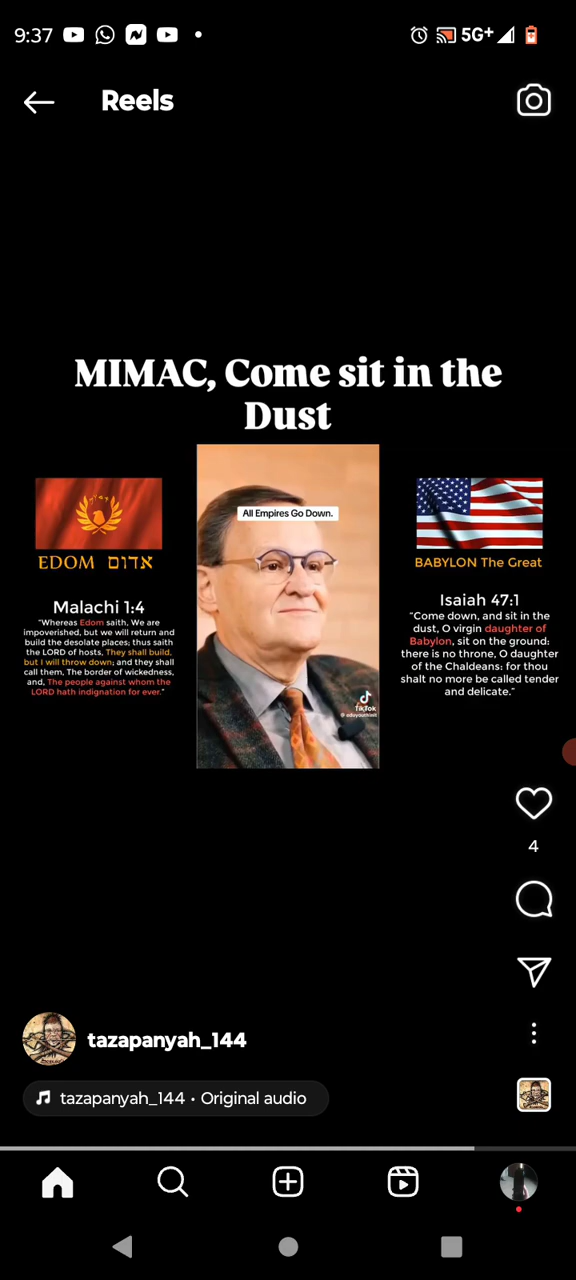 9:37
5G+
Reels
MIMAC, Come sit in the
Dust
EDOM אדום
Malachi 1:4
"Whereas Edom saith, We are
impoverished, but we will return and
build the desolate places; thus saith
the LORD of hosts, They shall build,
but I will throw down; and they shall
call them, The border of wickedness,
and, The people against whom the
LORD hath indignation for ever."
All Empires Go Down.
TikTok
BABYLON The Great
Isaiah 47:1
"Come down, and sit in the
dust, O virgin daughter of
Babylon, sit on the ground:
there is no throne, O daughter
of the Chaldeans: for thou
shalt no more be called tender
and delicate."
4
tazapanyah_144
tazapanyah_144 • Original audio